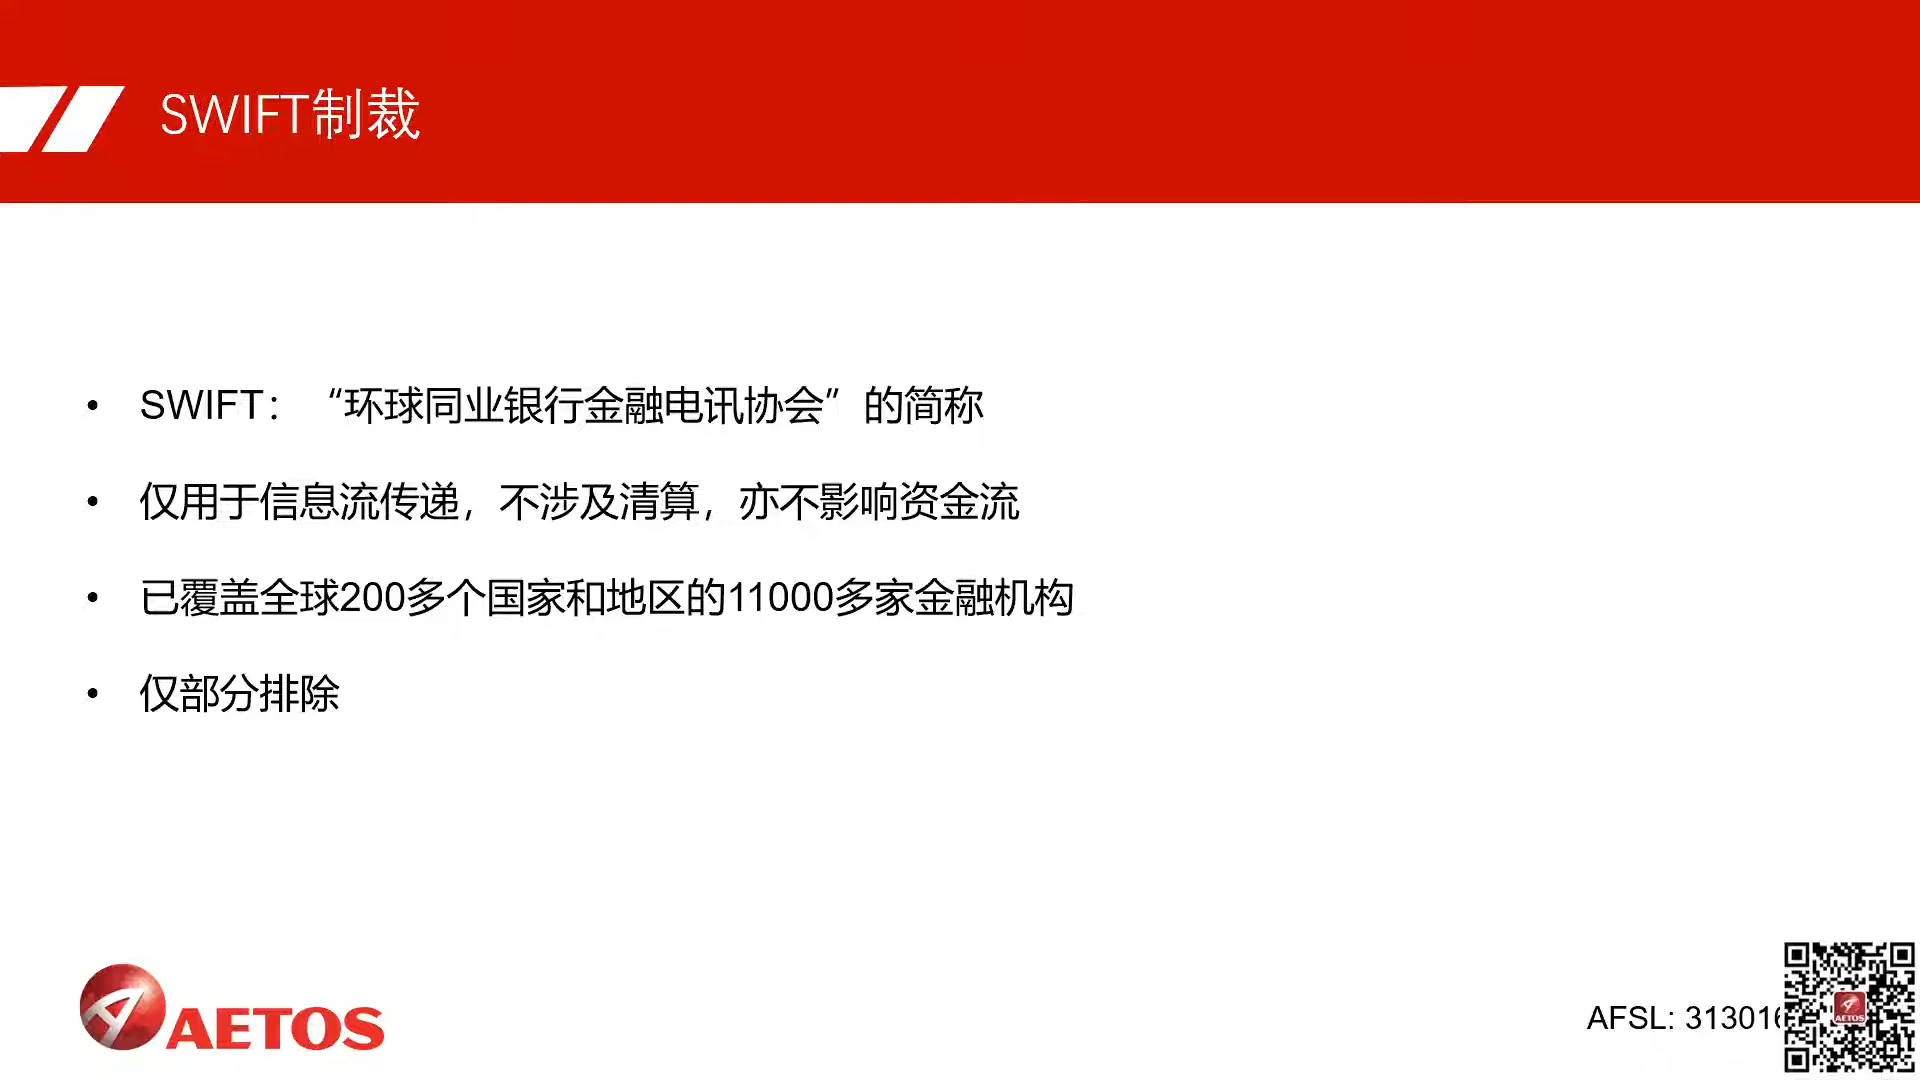 SWIFT制裁
• SWIFT：“环球同业银行金融电讯协会”的简称
• 仅用于信息流传递，不涉及清算，亦不影响资金流
• 已覆盖全球200多个国家和地区的11000多家金融机构
• 仅部分排除
AETOS
AFSL: 313016
AETOS